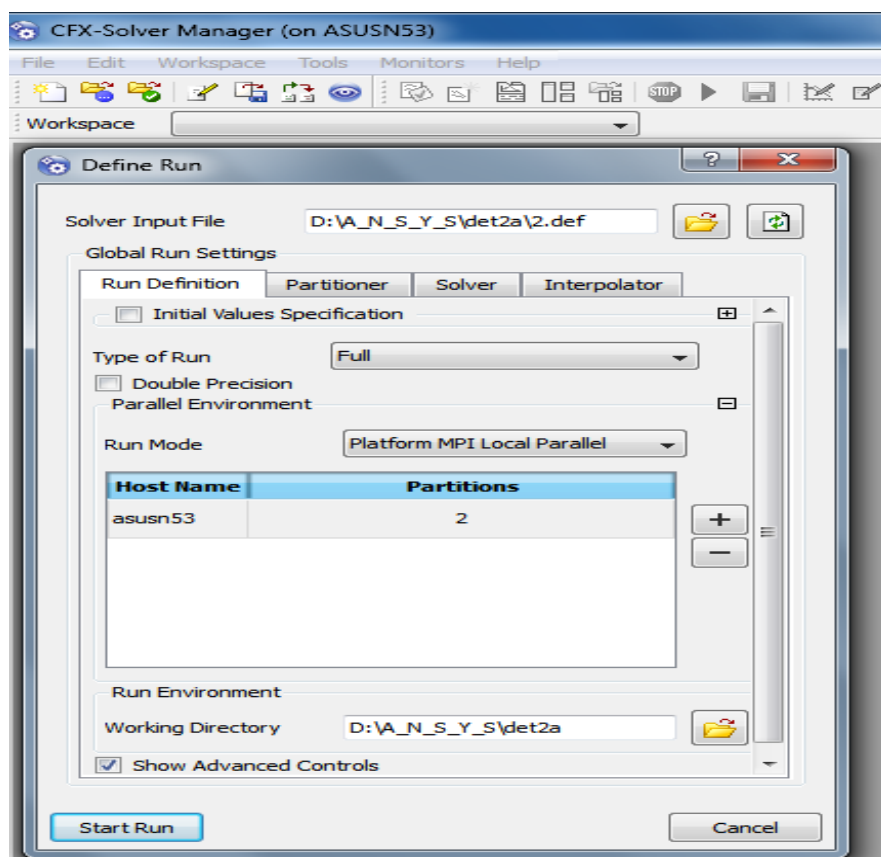 CFX-Solver Manager (on ASUSN53)
File Edit Workspace Tools Monitors Help
STOP
Workspace
Define Run
Solver Input File D:\A_N_S_Y_S\det2a\2.def
Global Run Settings
Run Definition Partitioner Solver Interpolator
Initial Values Specification
Type of Run Full
Double Precision
Parallel Environment
Run Mode Platform MPI Local Parallel
Host Name Partitions
asusn53 2
Run Environment
Working Directory D:\A_N_S_Y_S\det2a
Show Advanced Controls
Start Run Cancel